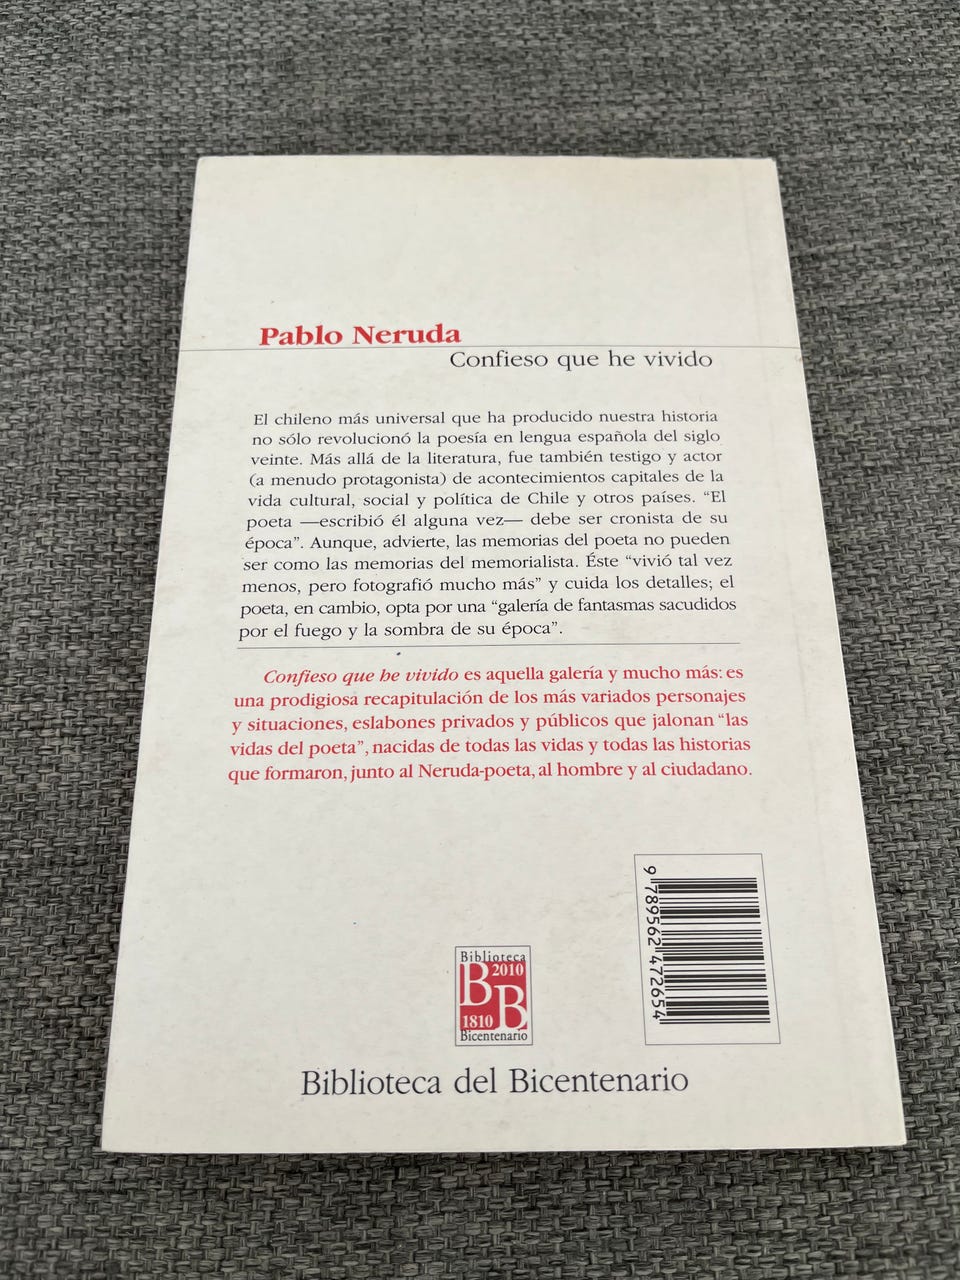 Pablo Neruda
Confieso que he vivido
El chileno más universal que ha producido nuestra historia
no sólo revolucionó la poesía en lengua española del siglo
veinte. Más allá de la literatura, fue también testigo y actor
(a menudo protagonista) de acontecimientos capitales de la
vida cultural, social y política de Chile y otros países. “El
poeta —escribió él alguna vez— debe ser cronista de su
época”. Aunque, advierte, las memorias del poeta no pueden
ser como las memorias del memorialista. Éste “vivió tal vez
menos, pero fotografió mucho más” y cuida los detalles; el
poeta, en cambio, opta por una “galería de fantasmas sacudidos
por el fuego y la sombra de su época”.
Confieso que he vivido es aquella galería y mucho más: es
una prodigiosa recapitulación de los más variados personajes
y situaciones, eslabones privados y públicos que jalonan “las
vidas del poeta”, nacidas de todas las vidas y todas las historias
que formaron, junto al Neruda-poeta, al hombre y al ciudadano.
9 789562 472654
Biblioteca
B 2010
1810 B
Bicentenario
Biblioteca del Bicentenario